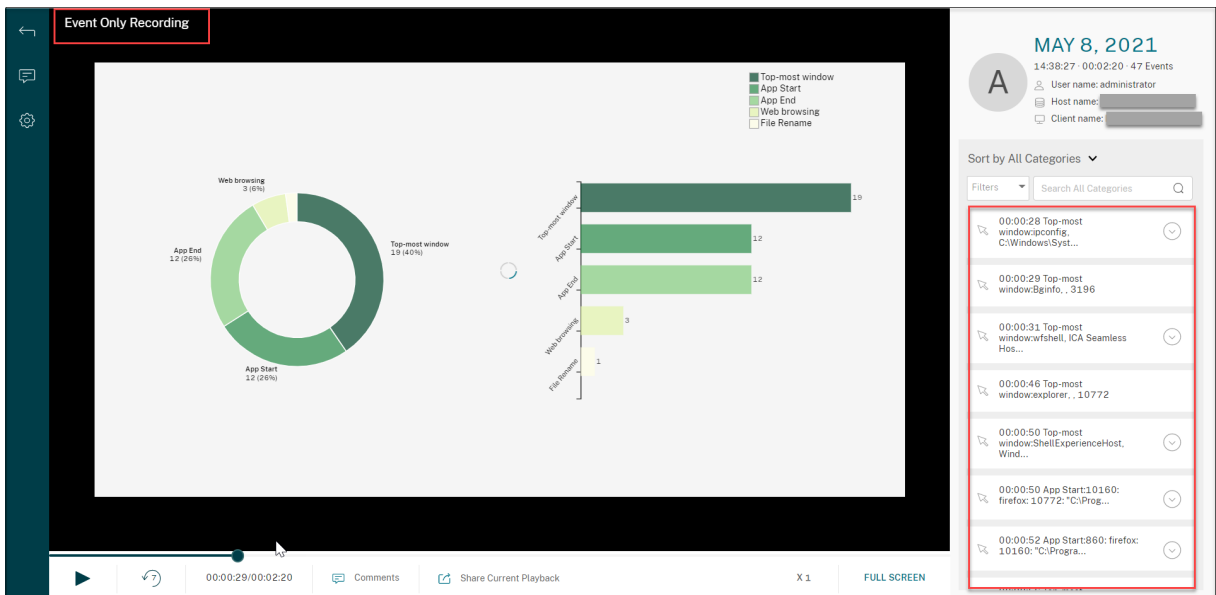 Event Only Recording
Top-most window
App Start
App End
Web browsing
File Rename
Web browsing
3 (6%)
App End
12 (26%)
Top-most window
19 (40%)
App Start
12 (26%)
Top-most window
19
App Start
12
App End
12
Web browsing
3
File Rename
1
7
00:00:29/00:02:20
Comments
Share Current Playback
X 1
FULL SCREEN
A
MAY 8, 2021
14:38:27 · 00:02:20 · 47 Events
User name: administrator
Host name:
Client name:
Sort by All Categories
Filters
Search All Categories
00:00:28 Top-most
window:ipconfig,
C:\Windows\Syst...
00:00:29 Top-most
window:Bginfo, , 3196
00:00:31 Top-most
window:wfshell, ICA Seamless
Hos...
00:00:46 Top-most
window:explorer, , 10772
00:00:50 Top-most
window:ShellExperienceHost,
Wind...
00:00:50 App Start:10160:
firefox: 10772: "C:\Prog...
00:00:52 App Start:860: firefox:
10160: "C:\Progra...